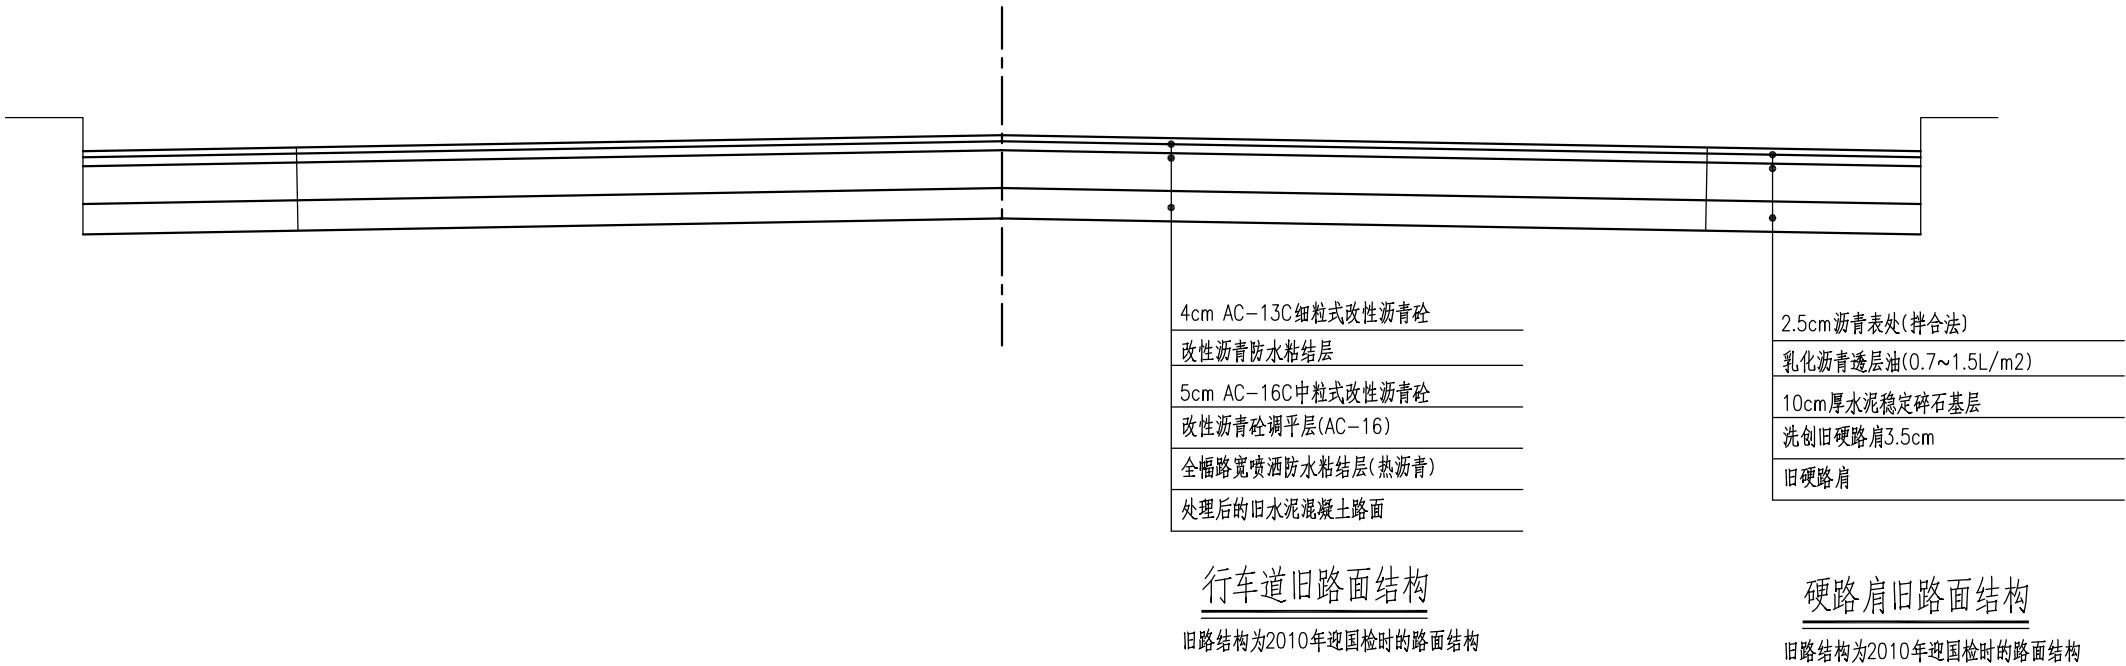 4cm AC-13C细粒式改性沥青砼
改性沥青防水粘结层
5cm AC-16C中粒式改性沥青砼
改性沥青砼调平层(AC-16)
全幅路宽喷洒防水粘结层(热沥青)
处理后的旧水泥混凝土路面
行车道旧路面结构
旧路结构为2010年迎国检时的路面结构
2.5cm沥青表处(拌合法)
乳化沥青透层油(0.7~1.5L/m2)
10cm厚水泥稳定碎石基层
洗创旧硬路肩3.5cm
旧硬路肩
硬路肩旧路面结构
旧路结构为2010年迎国检时的路面结构